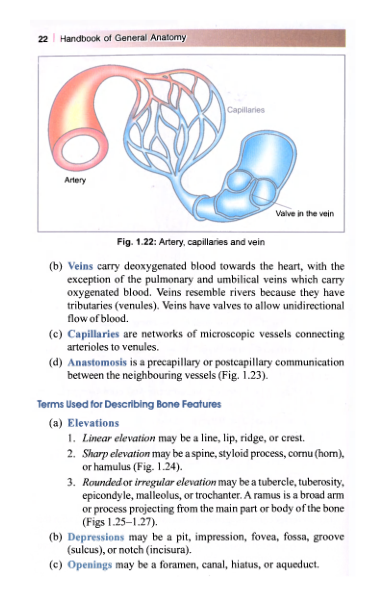 22 Handbook of General Anatomy
Capillaries
Artery
Valve in the vein
Fig. 1.22: Artery, capillaries and vein
(b) Veins carry deoxygenated blood towards the heart, with the
exception of the pulmonary and umbilical veins which carry
oxygenated blood. Veins resemble rivers because they have
tributaries (venules). Veins have valves to allow unidirectional
flow of blood.
(c) Capillaries are networks of microscopic vessels connecting
arterioles to venules.
(d) Anastomosis is a precapillary or postcapillary communication
between the neighbouring vessels (Fig. 1.23).
Terms Used for Describing Bone Features
(a) Elevations
1. Linear elevation may be a line, lip, ridge, or crest.
2. Sharp elevation may be a spine, styloid process, cornu (horn),
or hamulus (Fig. 1.24).
3. Rounded or irregular elevation may be a tubercle, tuberosity,
epicondyle, malleolus, or trochanter. A ramus is a broad arm
or process projecting from the main part or body of the bone
(Figs 1.25–1.27).
(b) Depressions may be a pit, impression, fovea, fossa, groove
(sulcus), or notch (incisura).
(c) Openings may be a foramen, canal, hiatus, or aqueduct.